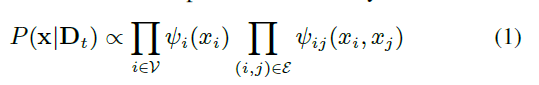 P(x|D_t) ∝ ∏_{i∈𝒱} ψ_i(x_i) ∏_{(i,j)∈ℰ} ψ_{ij}(x_i, x_j) (1)